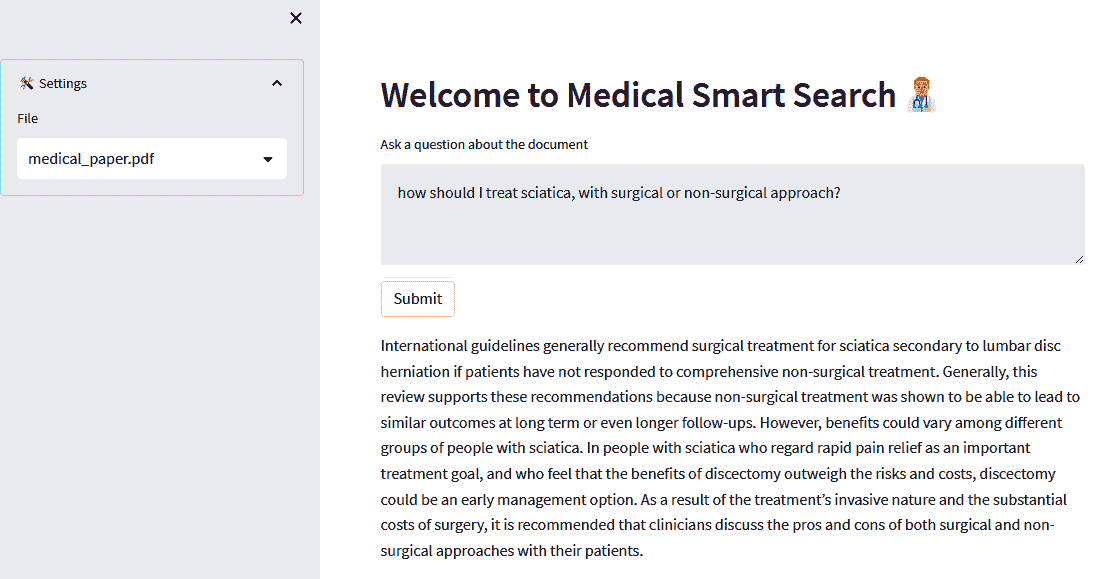 Settings
File
medical_paper.pdf
Welcome to Medical Smart Search
Ask a question about the document
how should I treat sciatica, with surgical or non-surgical approach?
Submit
International guidelines generally recommend surgical treatment for sciatica secondary to lumbar disc
herniation if patients have not responded to comprehensive non-surgical treatment. Generally, this
review supports these recommendations because non-surgical treatment was shown to be able to lead to
similar outcomes at long term or even longer follow-ups. However, benefits could vary among different
groups of people with sciatica. In people with sciatica who regard rapid pain relief as an important
treatment goal, and who feel that the benefits of discectomy outweigh the risks and costs, discectomy
could be an early management option. As a result of the treatment’s invasive nature and the substantial
costs of surgery, it is recommended that clinicians discuss the pros and cons of both surgical and non-
surgical approaches with their patients.